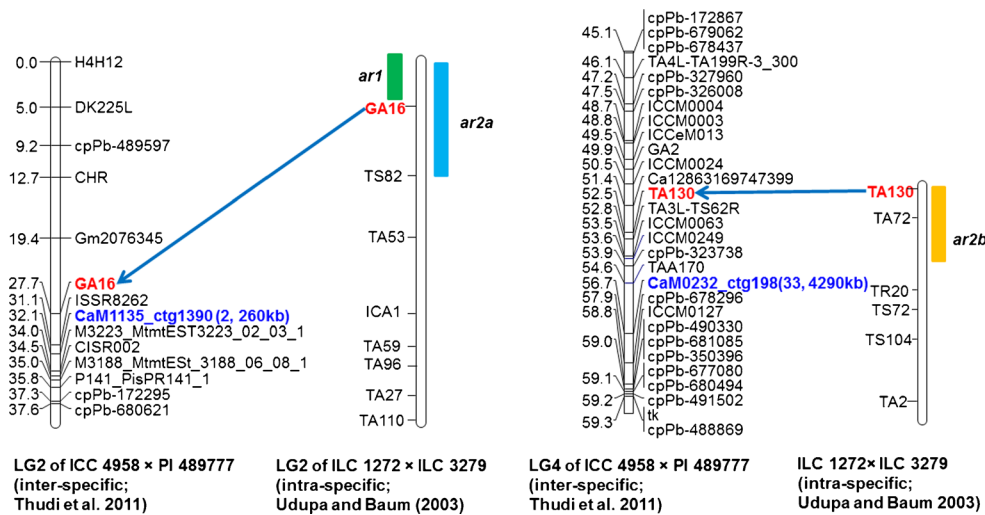 0.0 H4H12
5.0 DK225L
9.2 cpPb-489597
12.7 CHR
19.4 Gm2076345
27.7 GA16
31.1 ISSR8262
32.1 CaM1135_ctg1390 (2, 260kb)
34.0 M3223_MtmtEST3223_02_03_1
34.5 CISR002
35.0 M3188_MtmtESt_3188_06_08_1
35.8 P141_PisPR141_1
37.3 cpPb-172295
37.6 cpPb-680621
LG2 of ICC 4958 × PI 489777
(inter-specific;
Thudi et al. 2011)
ar1
GA16
ar2a
TS82
TA53
ICA1
TA59
TA96
TA27
TA110
LG2 of ILC 1272 × ILC 3279
(intra-specific;
Udupa and Baum (2003)
cpPb-172867
45.1 cpPb-679062
cpPb-678437
46.1 TA4L-TA199R-3_300
47.2 cpPb-327960
47.5 cpPb-326008
48.7 ICCM0004
48.8 ICCM0003
49.5 ICCeM013
49.9 GA2
50.5 ICCM0024
51.4 Ca12863169747399
52.5 TA130
52.8 TA3L-TS62R
53.5 ICCM0063
53.6 ICCM0249
53.9 cpPb-323738
54.6 TAA170
56.7 CaM0232_ctg198(33, 4290kb)
57.9 cpPb-678296
58.8 ICCM0127
cpPb-490330
59.0 cpPb-681085
cpPb-350396
59.1 cpPb-677080
cpPb-680494
59.2 cpPb-491502
59.3 tk
cpPb-488869
LG4 of ICC 4958 × PI 489777
(inter-specific;
Thudi et al. 2011)
TA130
TA72
ar2b
TR20
TS72
TS104
TA2
ILC 1272× ILC 3279
(intra-specific;
Udupa and Baum 2003)